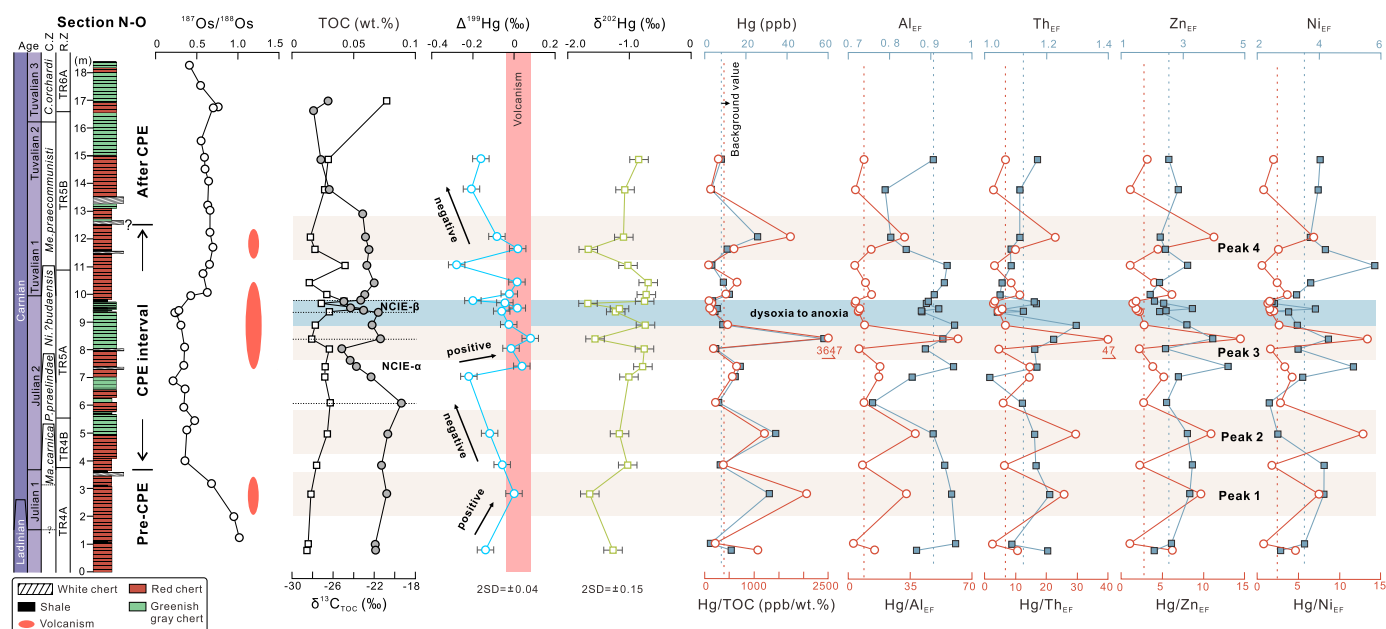 Section N-O
187Os/188Os
TOC (wt.%)
Δ199Hg (‰)
δ202Hg (‰)
Hg (ppb)
AlEF
ThEF
ZnEF
NiEF
Age
C.Z
R.Z
0 0.5 1.0 1.5
0 0.05 0.1
-0.4 -0.2 0 0.2
-2.0 -1.0 0
0 20 40 60
0.7 0.8 0.9 1
1.0 1.2 1.4
1 3 5
2 4 6
(m)
18
17
16
15
14
13
12
11
10
9
8
7
6
5
4
3
2
1
0
Carnian
Ladinian
Tuvalian 3
Tuvalian 2
Tuvalian 1
Julian 2
Julian 1
C.orchardi
Me.praecommunisti
Ni.?budaensis
P.praelindae
Ma.carnica
?
TR6A
TR5B
TR5A
TR4B
TR4A
After CPE
?
CPE interval
Pre-CPE
NCIE-β
NCIE-α
negative
positive
negative
positive
Volcanism
Background value
dysoxia to anoxia
3647
47
Peak 4
Peak 3
Peak 2
Peak 1
2SD=±0.04
2SD=±0.15
-30 -26 -22 -18
δ13CTOC (‰)
0 1000 2500
Hg/TOC (ppb/wt.%)
0 35 70
Hg/AlEF
0 10 20 30 40
Hg/ThEF
0 5 10 15
Hg/ZnEF
0 5 10 15
Hg/NiEF
White chert
Red chert
Shale
Greenish
gray chert
Volcanism